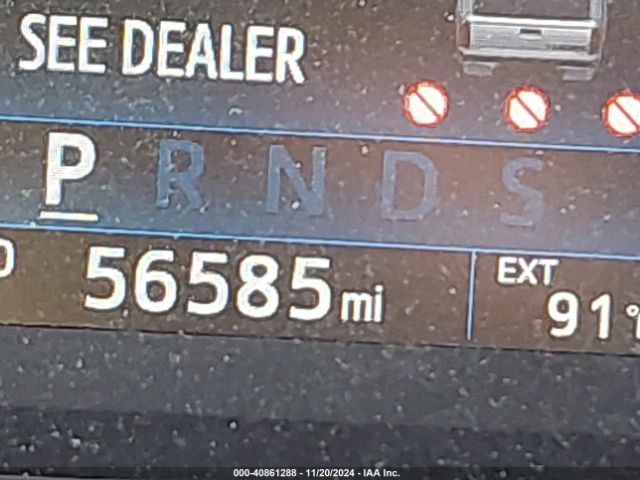 SEE DEALER
P R N D S
56585 mi
EXT
91°
000-40861288 - 11/20/2024 - IAA Inc.